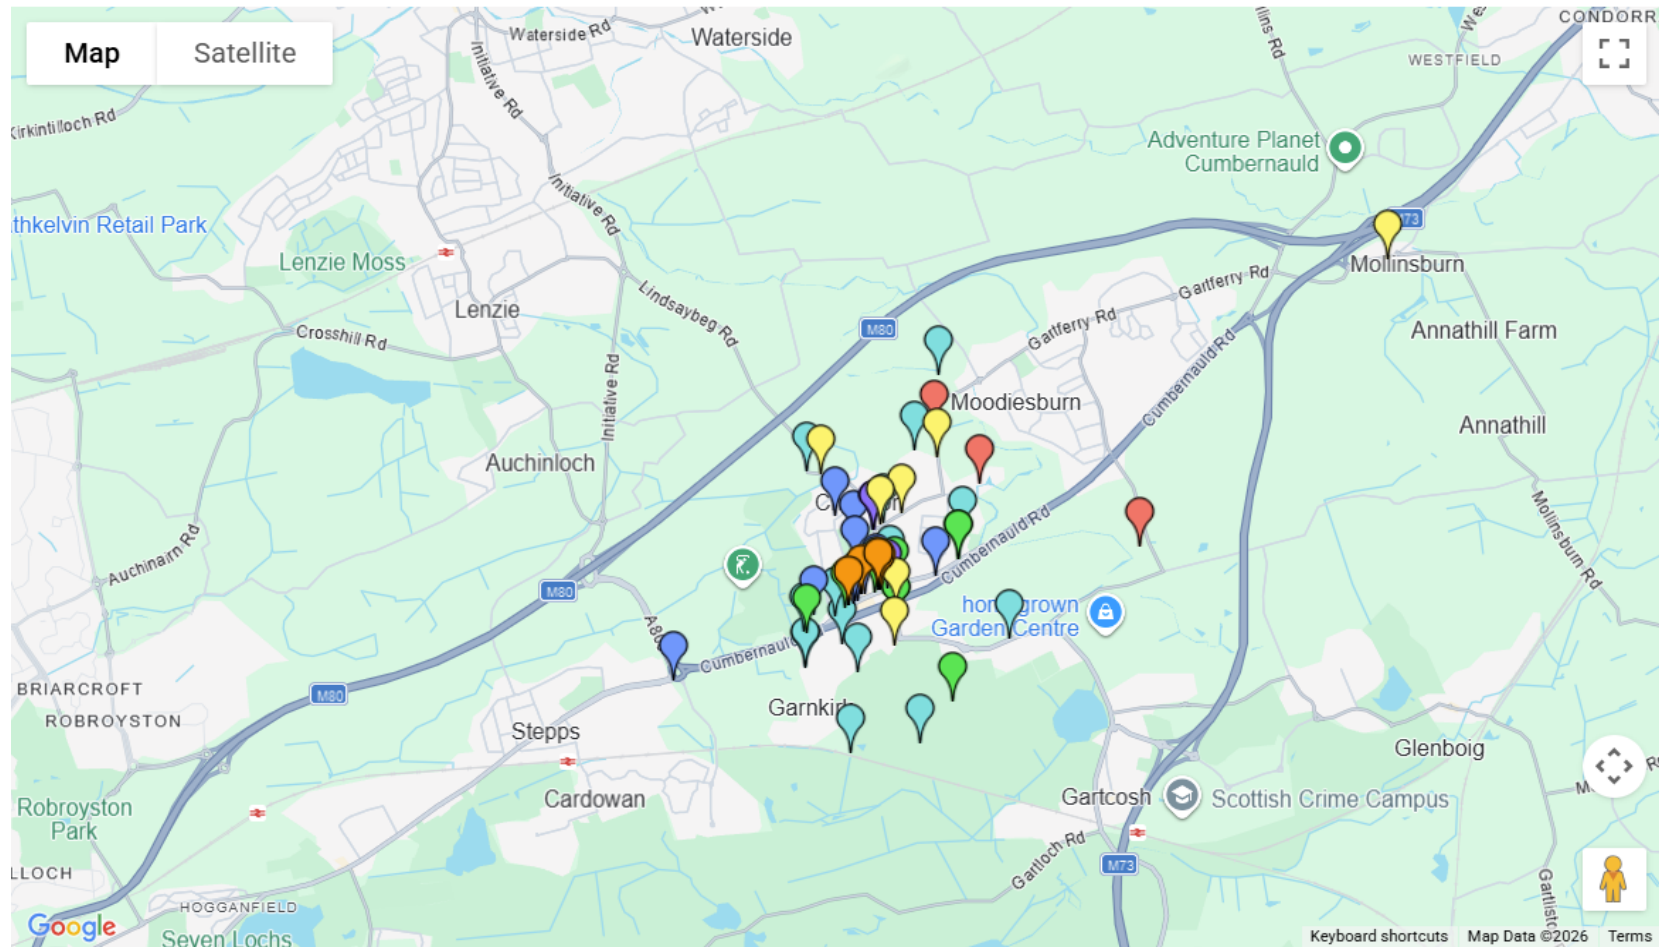 Map
Satellite
Waterside Rd
Waterside
CONDORR
WESTFIELD
Kirkintilloch Rd
Initiative Rd
Adventure Planet
Cumbernauld
Initiative Rd
thkelvin Retail Park
M73
Lenzie Moss
Mollinsburn
Gartferry Rd
Lenzie
Lindsaybeg Rd
Crosshill Rd
M80
Gartferry Rd
Annathill Farm
Cumbernauld Rd
Initiative Rd
Moodiesburn
Annathill
Auchinloch
Mollinsburn Rd
Cumbernauld Rd
Auchinairn Rd
M80
Garden Centre
Cumbernauld
BRIARCROFT
M80
ROBROYSTON
Garnkirk
Stepps
Glenboig
Cardowan
Gartcosh
Scottish Crime Campus
Robroyston
Park
Gartloch Rd
M73
LLOCH
HOGGANFIELD
Google
Seven Lochs
Keyboard shortcuts
Map Data ©2026
Terms